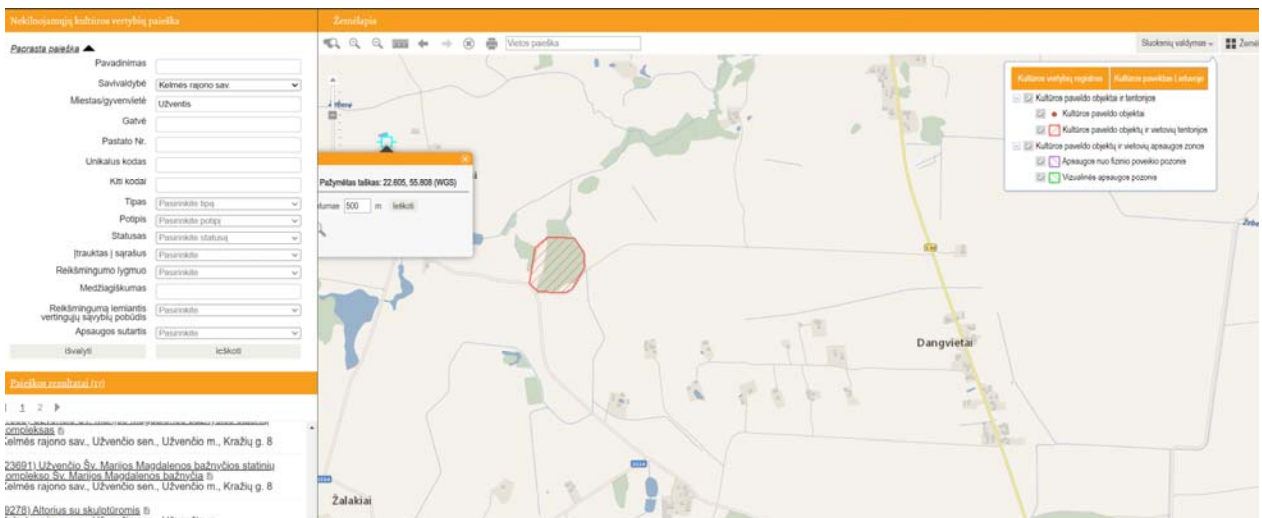 Nekilnojamųjų kultūros vertybių paieška
Paprasta paieška
Pavadinimas
Savivaldybė Kelmės rajono sav.
Miestas/gyvenvietė Užventis
Gatvė
Pastato Nr.
Unikalus kodas
Kiti kodai
Tipas Pasirinkite tipą
Potipis Pasirinkite potipį
Statusas Pasirinkite statusą
Įtrauktas į sąrašus Pasirinkite
Reikšmingumo lygmuo Pasirinkite
Medžiagiškumas
Reikšmingumą lemiantis
vertingųjų savybių pobūdis Pasirinkite
Apsaugos sutartis Pasirinkite
Išvalyti Ieškoti
Paieškos rezultatai (17)
1 2
Kelmės rajono sav., Užvenčio sen., Užvenčio m., Kražių g. 8
23691) Užvenčio Šv. Marijos Magdalenos bažnyčios statinių
komplekso Šv. Marijos Magdalenos bažnyčia
Kelmės rajono sav., Užvenčio sen., Užvenčio m., Kražių g. 8
9278) Altorius su skulptūromis
Žemėlapis
Vietos paieška
Sluoksnių valdymas
Žemė
Kultūros vertybių registras Kultūros paveldas Lietuvoje
Kultūros paveldo objektai ir teritorijos
Kultūros paveldo objektai
Kultūros paveldo objektų ir vietovių teritorijos
Kultūros paveldo objektų ir vietovių apsaugos zonos
Apsaugos nuo fizinio poveikio pozonis
Vizualinės apsaugos pozonis
Pažymėtas taškas: 22.605, 55.808 (WGS)
500 m Ieškoti
Dangvietai
Žalakiai